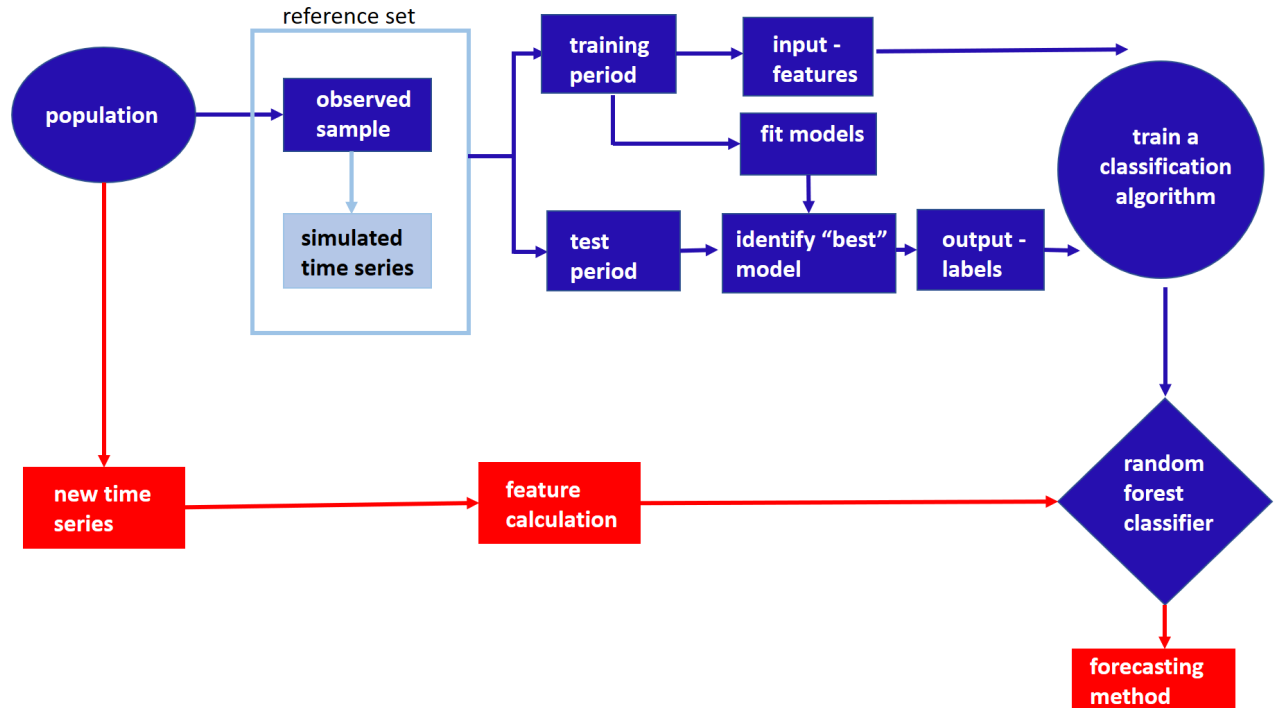 reference set
population
observed
sample
simulated
time series
training
period
input -
features
fit models
test
period
identify “best”
model
output -
labels
train a
classification
algorithm
new time
series
feature
calculation
random
forest
classifier
forecasting
method